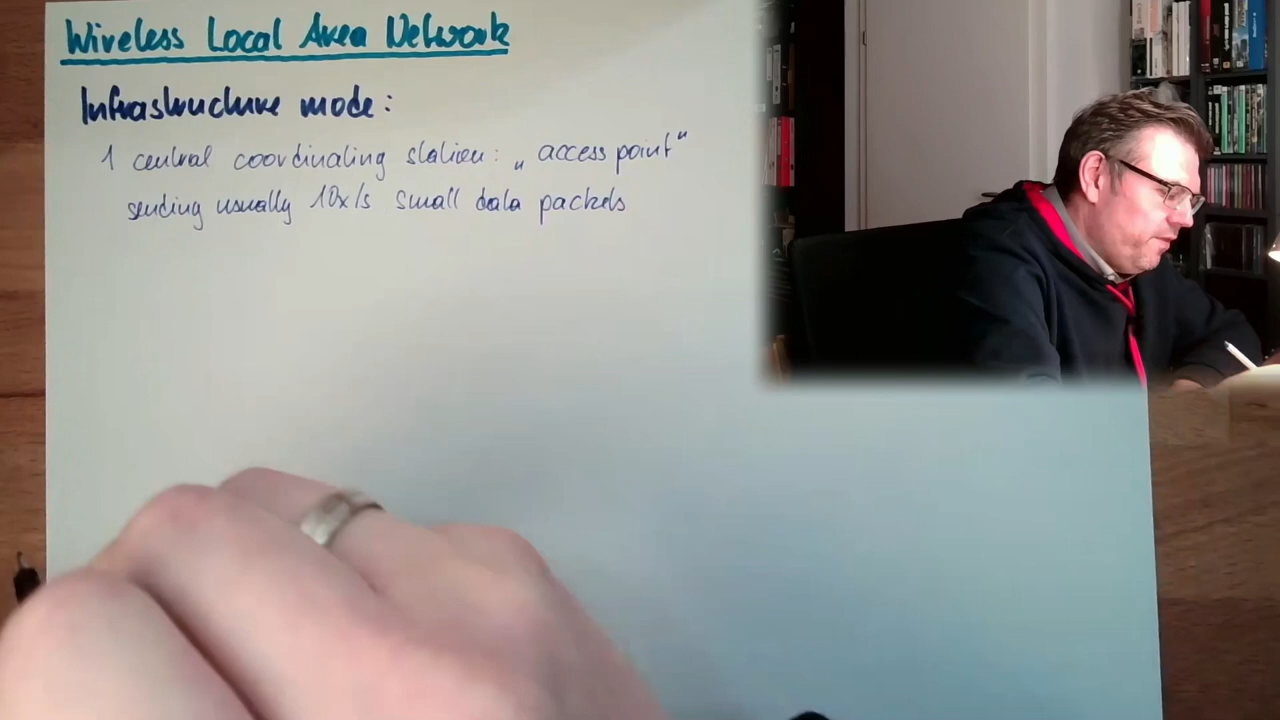 Wireless Local Area Network
Infrastructure mode:
1 central coordinating station: „access point“
sending usually 10x/s small data packets